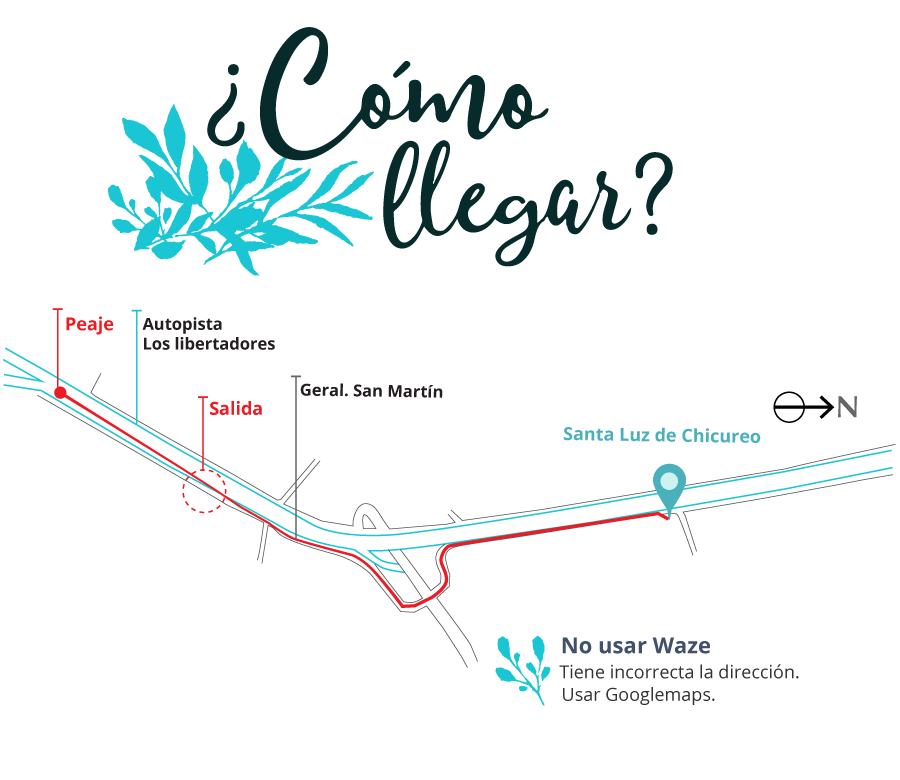 ¿Cómo
llegar?
Peaje
Autopista
Los libertadores
Salida
Geral. San Martín
N
Santa Luz de Chicureo
No usar Waze
Tiene incorrecta la dirección.
Usar Googlemaps.